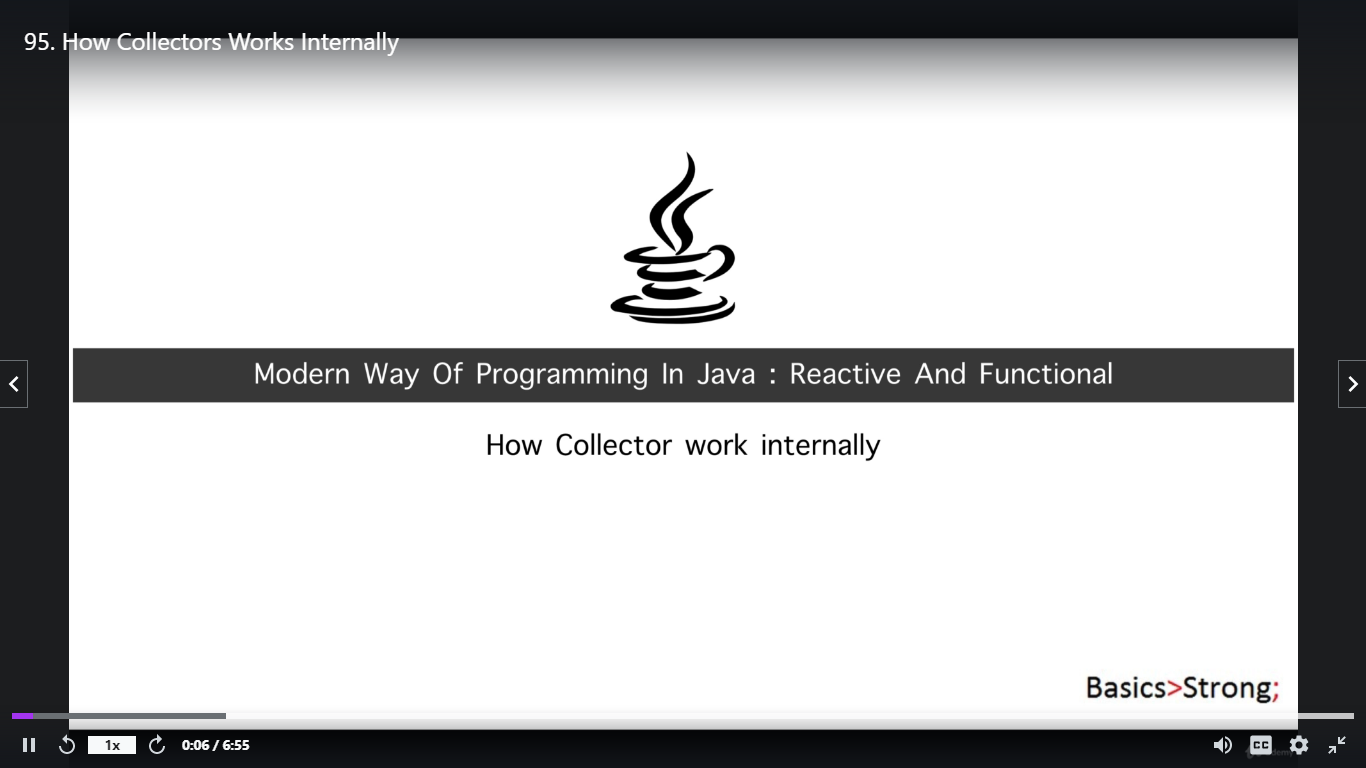 95. How Collectors Works Internally
Modern Way Of Programming In Java : Reactive And Functional
How Collector work internally
Basics>Strong;
1x
0:06 / 6:55
CC